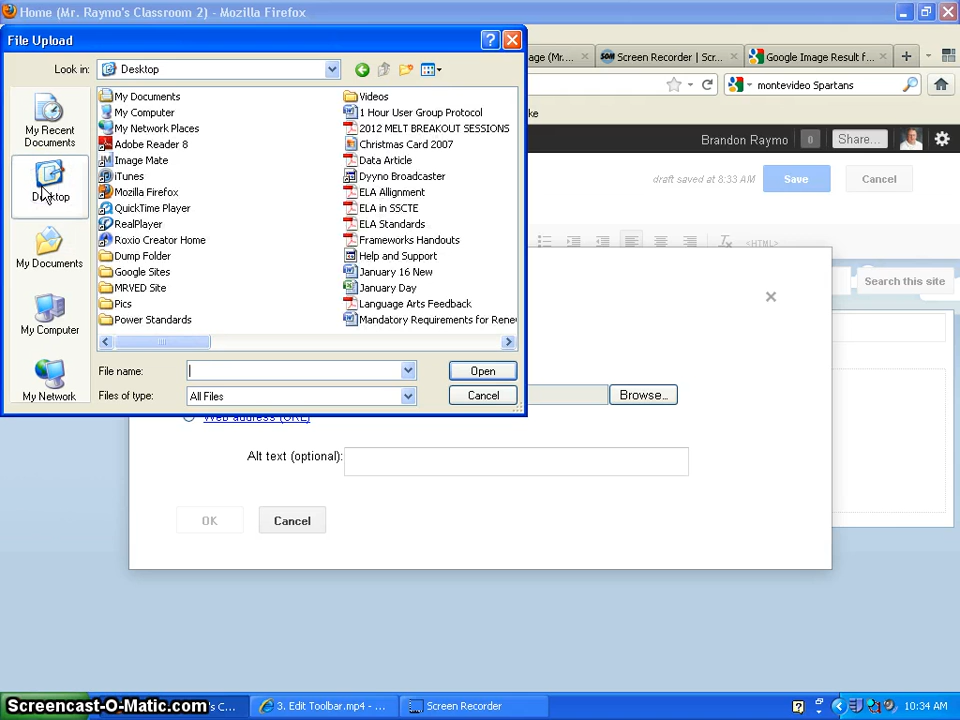 Home (Mr. Raymo's Classroom 2) - Mozilla Firefox
File Upload
age (Mr....
Screen Recorder | Scr...
Google Image Result f...
Look in:
Desktop
montevideo Spartans
My Recent
Documents
Desktop
My Documents
My Computer
My Network
My Documents
My Computer
My Network Places
Adobe Reader 8
Image Mate
iTunes
Mozilla Firefox
QuickTime Player
RealPlayer
Roxio Creator Home
Dump Folder
Google Sites
MRVED Site
Pics
Power Standards
Videos
1 Hour User Group Protocol
2012 MELT BREAKOUT SESSIONS
Christmas Card 2007
Data Article
Dyyno Broadcaster
ELA Allignment
ELA in SSCTE
ELA Standards
Frameworks Handouts
Help and Support
January 16 New
January Day
Language Arts Feedback
Mandatory Requirements for Rene
File name:
Open
Files of type:
All Files
Cancel
ke
Brandon Raymo
0
Share...
draft saved at 8:33 AM
Save
Cancel
<HTML>
Search this site
Browse...
Web address (URL)
Alt text (optional):
OK
Cancel
Screencast-O-Matic.com
's C...
3. Edit Toolbar.mp4 - ...
Screen Recorder
10:34 AM